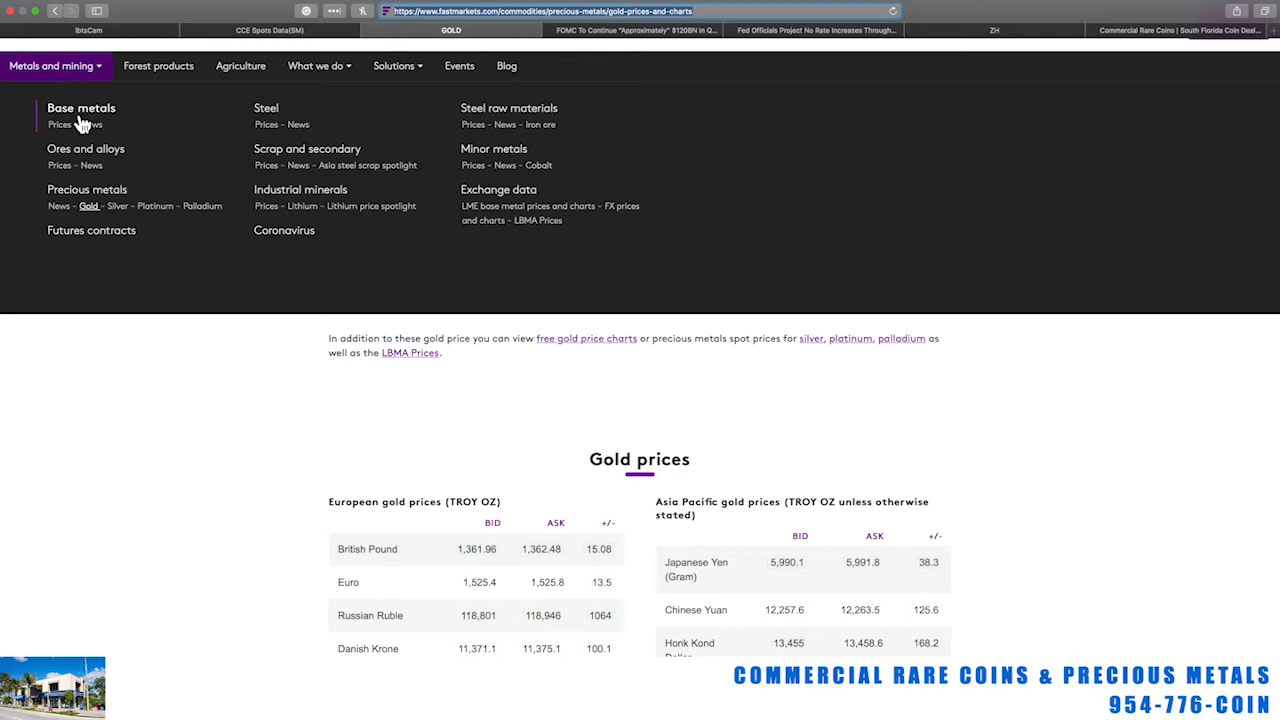 https://www.fastmarkets.com/commodities/precious-metals/gold-prices-and-charts
IbtsCam
CCE Spots Data(SM)
GOLD
FOMC To Continue "Approximately" $120BN In Q...
Fed Officials Project No Rate Increases Through...
ZH
Commercial Rare Coins | South Florida Coin Deal...
Metals and mining
Forest products
Agriculture
What we do
Solutions
Events
Blog
Base metals
Prices
Steel
Prices – News
Steel raw materials
Prices – News – Iron ore
Ores and alloys
Prices – News
Scrap and secondary
Prices – News – Asia steel scrap spotlight
Minor metals
Prices – News – Cobalt
Precious metals
News – Gold – Silver – Platinum – Palladium
Industrial minerals
Prices – Lithium – Lithium price spotlight
Exchange data
LME base metal prices and charts – FX prices
and charts – LBMA Prices
Futures contracts
Coronavirus
In addition to these gold price you can view free gold price charts or precious metals spot prices for silver, platinum, palladium as
well as the LBMA Prices.
Gold prices
European gold prices (TROY OZ)
BID ASK +/-
British Pound 1,361.96 1,362.48 15.08
Euro 1,525.4 1,525.8 13.5
Russian Ruble 118,801 118,946 1064
Danish Krone 11,371.1 11,375.1 100.1
Asia Pacific gold prices (TROY OZ unless otherwise
stated)
BID ASK +/-
Japanese Yen 5,990.1 5,991.8 38.3
(Gram)
Chinese Yuan 12,257.6 12,263.5 125.6
Honk Kond 13,455 13,458.6 168.2
COMMERCIAL RARE COINS & PRECIOUS METALS
954-776-COIN